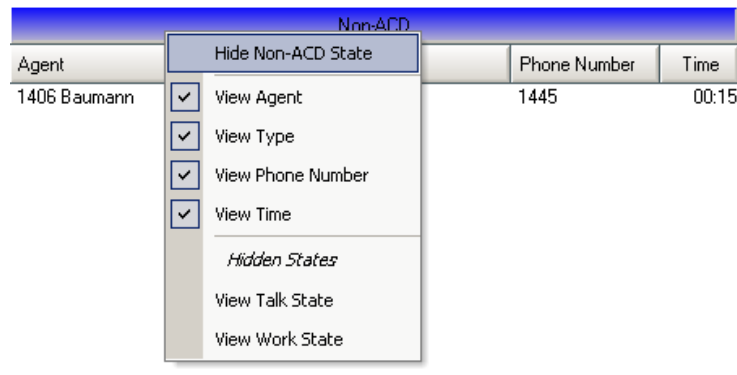 Non-ACD
Hide Non-ACD State
Agent Phone Number Time
1406 Baumann 1445 00:15
View Agent
View Type
View Phone Number
View Time
Hidden States
View Talk State
View Work State